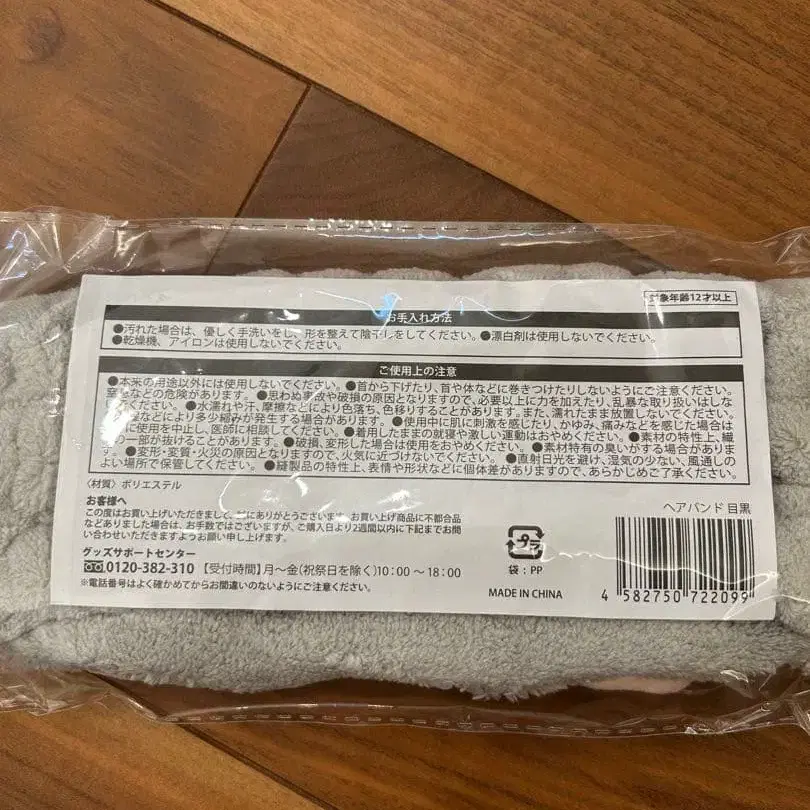 対象年齢12才以上
お手入れ方法
●汚れた場合は、優しく手洗いをし、形を整えて陰干しをしてください。●漂白剤は使用しないでください。
●乾燥機、アイロンは使用しないでください。
ご使用上の注意
●本来の用途以外には使用しないでください。●首から下げたり、首や体などに巻きつけたりしないようにご注意ください。
窒息などの危険があります。●思わぬ事故や破損の原因となりますので、必要以上に力を加えたり、乱暴な取り扱いはしな
いでください。●水濡れや汗、摩擦などにより色落ち、色移りすることがあります。また、濡れたまま放置しないでください。
などにより多少縮みが発生する場合があります。●使用中に肌に刺激を感じたり、かゆみ、痛みなどを感じた場合は
に使用を中止し、医師に相談してください。●着用したままの就寝や激しい運動はおやめください。●素材の特性上、繊
の一部が抜けることがあります。●破損、変形した場合は使用をおやめください。●素材特有の臭いがする場合がありま
す。●変形・変質・火災の原因となりますので、火気に近づけないでください。●直射日光を避け、湿気の少ない、風通しの
よい場所で保管してください。●縫製品の特性上、表情や形状などに個体差がありますので、あらかじめご了承ください。
〈材質〉ポリエステル
お客様へ
この度はお買い上げいただきまして、誠にありがとうございます。お買い上げ商品に不都合品
などありました場合は、お手数ではございますが、ご購入日より2週間以内に下記までお問
い合わせいただきますようお願い申し上げます。
グッズサポートセンター
0120-382-310 【受付時間】月〜金(祝祭日を除く)10:00〜18:00
※電話番号はよく確かめてからお間違いのないようにご注意ください。
プラ
袋:PP
MADE IN CHINA
ヘアバンド 目黒
4 582750 722099